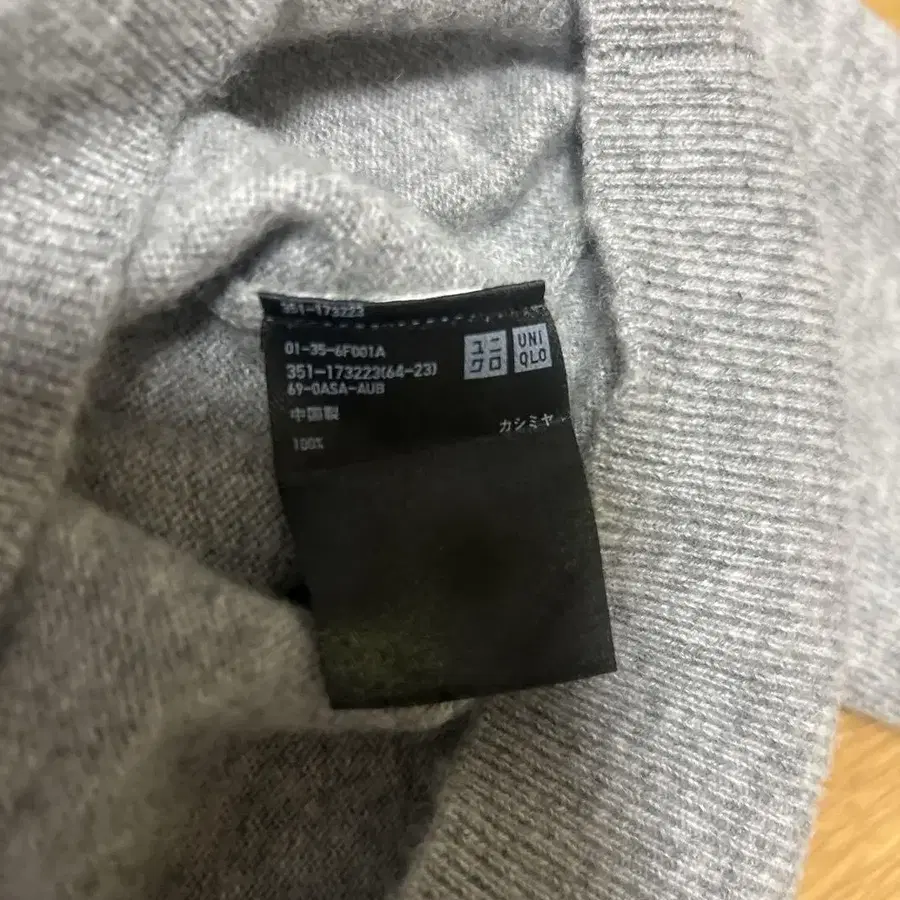 351-173223
01-35-6F001A
351-173223(64-23)
69-0ASA-AUB
ユニ
クロ
UNI
QLO
中国製
カシミヤ
100%